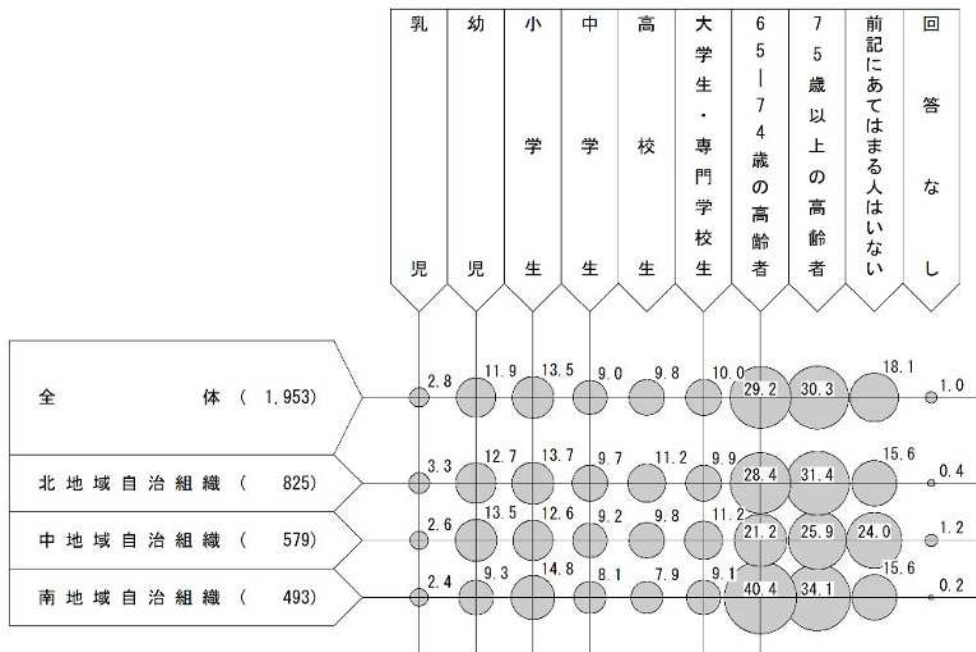 乳児
幼児
小学生
中学生
高校生
大学生・専門学校生
65―74歳の高齢者
75歳以上の高齢者
前記にあてはまる人はいない
回答なし
全体 ( 1,953) 2.8 11.9 13.5 9.0 9.8 10.0 29.2 30.3 18.1 1.0
北地域自治組織 ( 825) 3.3 12.7 13.7 9.7 11.2 9.9 28.4 31.4 15.6 0.4
中地域自治組織 ( 579) 2.6 13.5 12.6 9.2 9.8 11.2 21.2 25.9 24.0 1.2
南地域自治組織 ( 493) 2.4 9.3 14.8 8.1 7.9 9.1 40.4 34.1 15.6 0.2